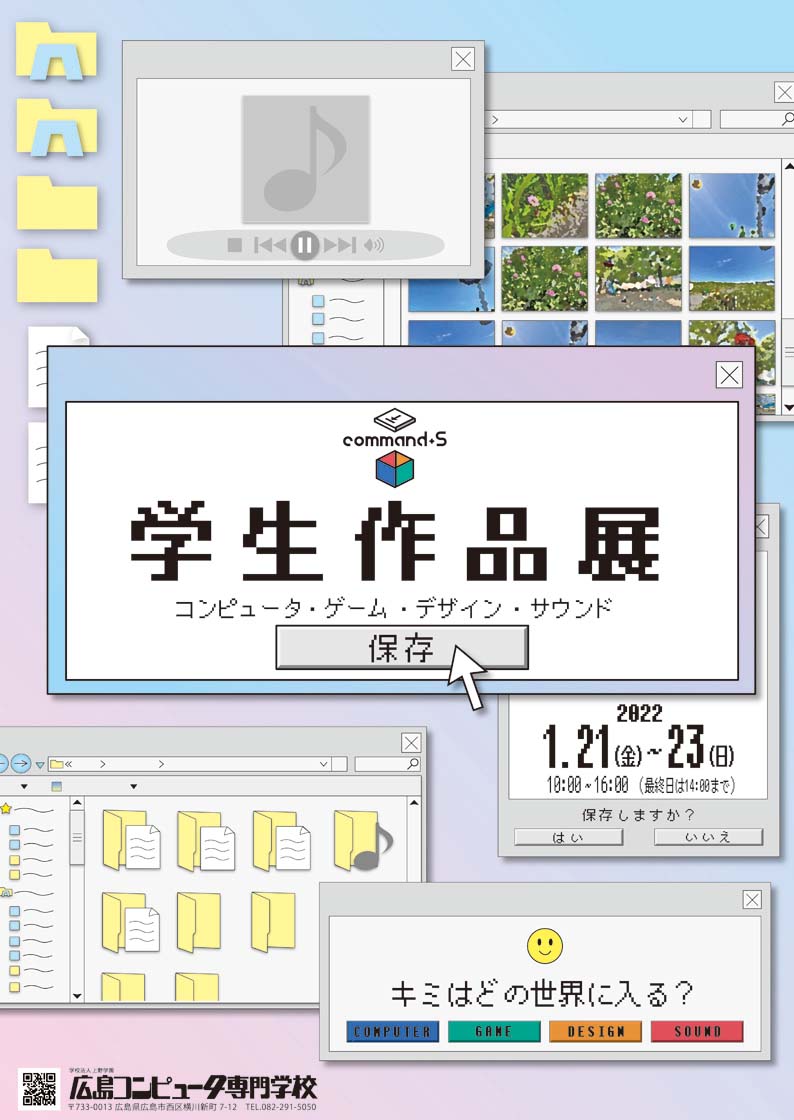 command+S
学生作品展
コンピュータ・ゲーム・デザイン・サウンド
保存
2022
1.21(金)~23(日)
10:00~16:00 (最終日は14:00まで)
保存しますか？
はい
いいえ
キミはどの世界に入る？
COMPUTER
GAME
DESIGN
SOUND
学校法人上野学園
広島コンピュータ専門学校
〒733-0013 広島県広島市西区横川新町 7-12 TEL.082-291-5050